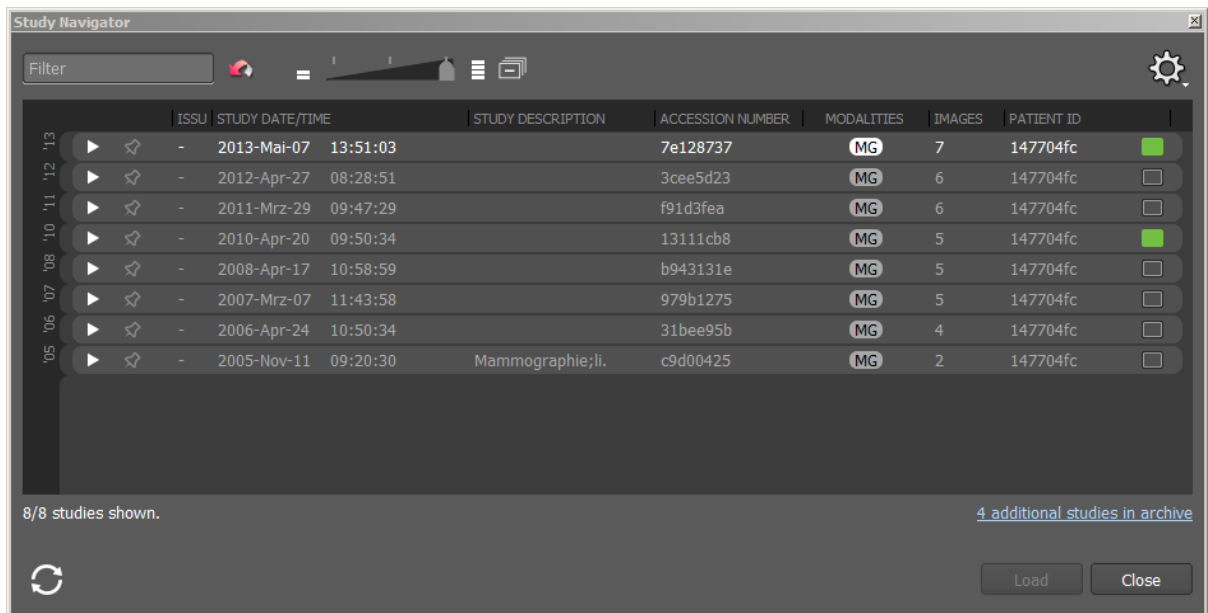 Study Navigator
Filter
ISSU STUDY DATE/TIME STUDY DESCRIPTION ACCESSION NUMBER MODALITIES IMAGES PATIENT ID
'13 - 2013-Mai-07 13:51:03 7e128737 MG 7 147704fc
'12 - 2012-Apr-27 08:28:51 3cee5d23 MG 6 147704fc
'11 - 2011-Mrz-29 09:47:29 f91d3fea MG 6 147704fc
'10 - 2010-Apr-20 09:50:34 13111cb8 MG 5 147704fc
'08 - 2008-Apr-17 10:58:59 b943131e MG 5 147704fc
'07 - 2007-Mrz-07 11:43:58 979b1275 MG 5 147704fc
'06 - 2006-Apr-24 10:50:34 31bee95b MG 4 147704fc
'05 - 2005-Nov-11 09:20:30 Mammographie;li. c9d00425 MG 2 147704fc
8/8 studies shown. 4 additional studies in archive
Load Close